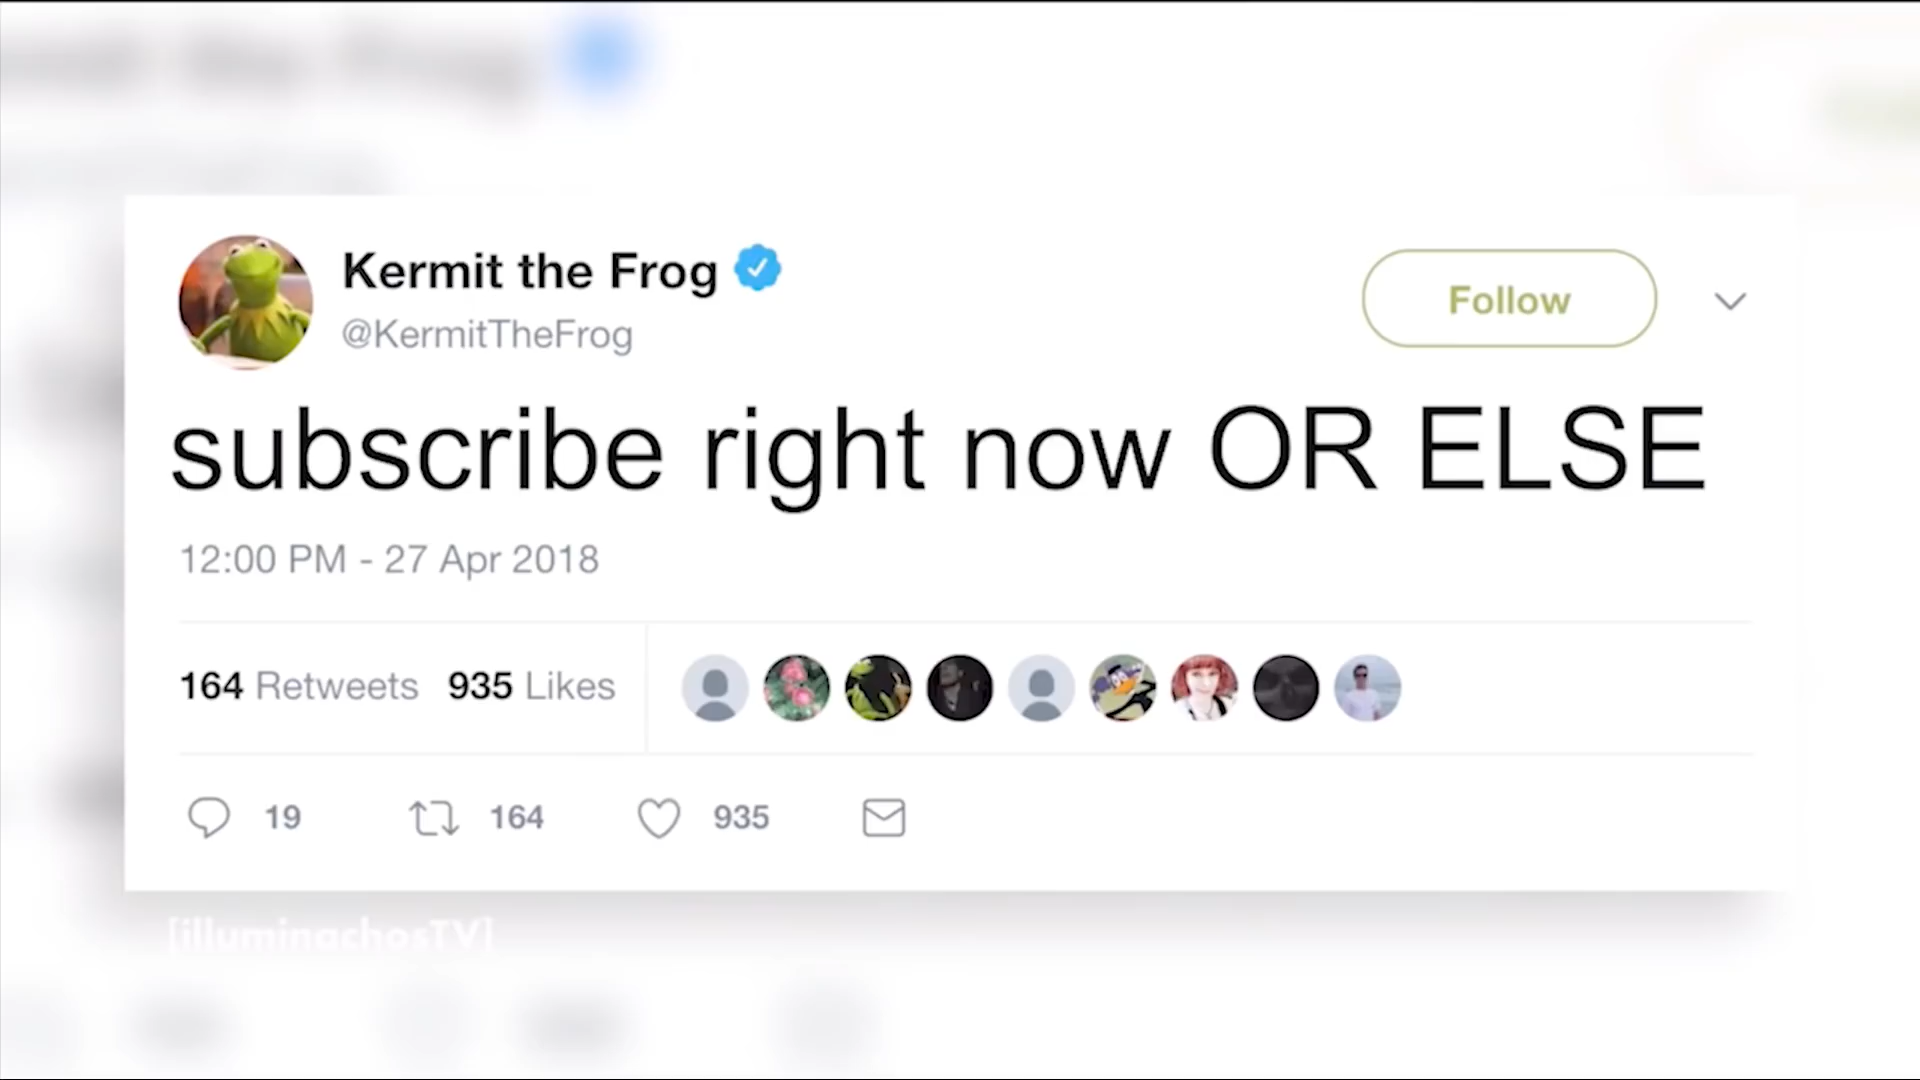 Kermit the Frog
@KermitTheFrog
Follow
subscribe right now OR ELSE
12:00 PM - 27 Apr 2018
164 Retweets 935 Likes
19 164 935
[illuminachosTV]